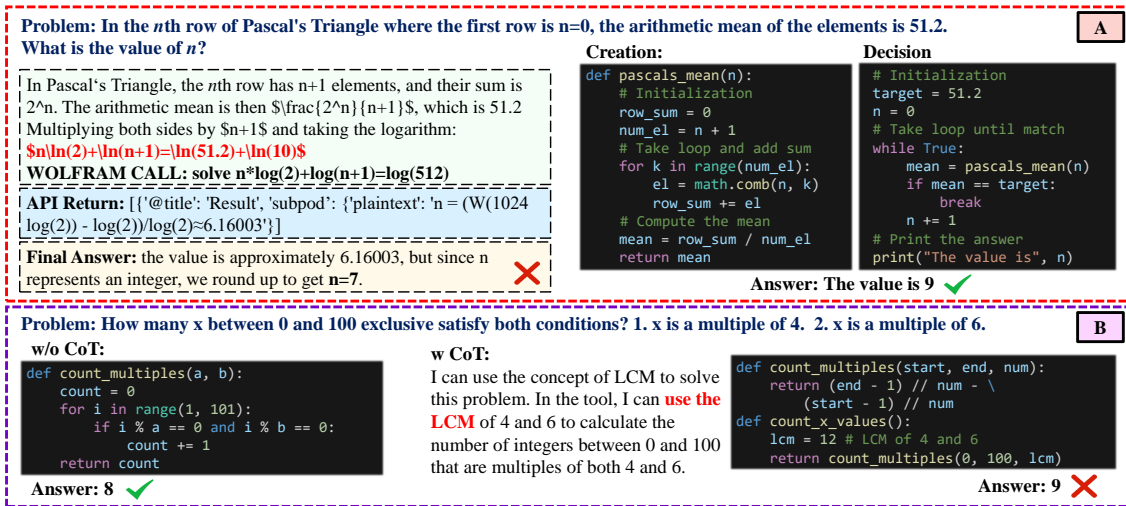 Problem: In the nth row of Pascal's Triangle where the first row is n=0, the arithmetic mean of the elements is 51.2.
What is the value of n?
A
In Pascal‘s Triangle, the nth row has n+1 elements, and their sum is
2^n. The arithmetic mean is then $\frac{2^n}{n+1}$, which is 51.2
Multiplying both sides by $n+1$ and taking the logarithm:
$n\ln(2)+\ln(n+1)=\ln(51.2)+\ln(10)$
WOLFRAM CALL: solve n*log(2)+log(n+1)=log(512)
API Return: [{'@title': 'Result', 'subpod’: {'plaintext': 'n = (W(1024
log(2)) - log(2))/log(2)≈6.16003'}]
Final Answer: the value is approximately 6.16003, but since n
represents an integer, we round up to get n=7.
Creation:
def pascals_mean(n):
    # Initialization
    row_sum = 0
    num_el = n + 1
    # Take loop and add sum
    for k in range(num_el):
        el = math.comb(n, k)
        row_sum += el
    # Compute the mean
    mean = row_sum / num_el
    return mean
Decision
# Initialization
target = 51.2
n = 0
# Take loop until match
while True:
    mean = pascals_mean(n)
    if mean == target:
        break
    n += 1
# Print the answer
print("The value is", n)
Answer: The value is 9
Problem: How many x between 0 and 100 exclusive satisfy both conditions? 1. x is a multiple of 4.  2. x is a multiple of 6.
B
w/o CoT:
def count_multiples(a, b):
    count = 0
    for i in range(1, 101):
        if i % a == 0 and i % b == 0:
            count += 1
    return count
Answer: 8
w CoT:
I can use the concept of LCM to solve
this problem. In the tool, I can use the
LCM of 4 and 6 to calculate the
number of integers between 0 and 100
that are multiples of both 4 and 6.
def count_multiples(start, end, num):
    return (end - 1) // num - \
        (start - 1) // num
def count_x_values():
    lcm = 12 # LCM of 4 and 6
    return count_multiples(0, 100, lcm)
Answer: 9